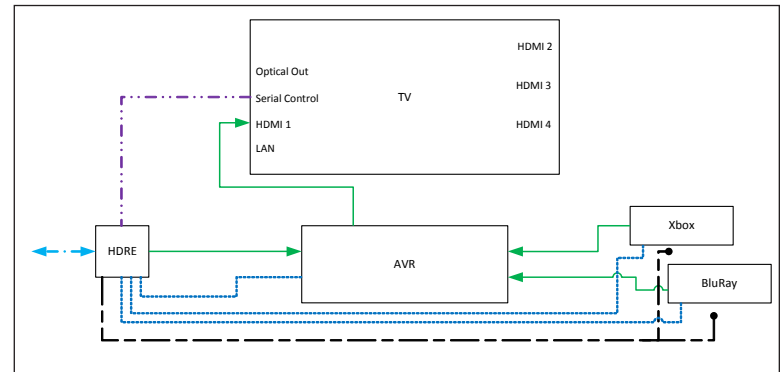 HDMI 2
Optical Out
HDMI 3
Serial Control
TV
HDMI 1
HDMI 4
LAN
HDRE
AVR
Xbox
BluRay